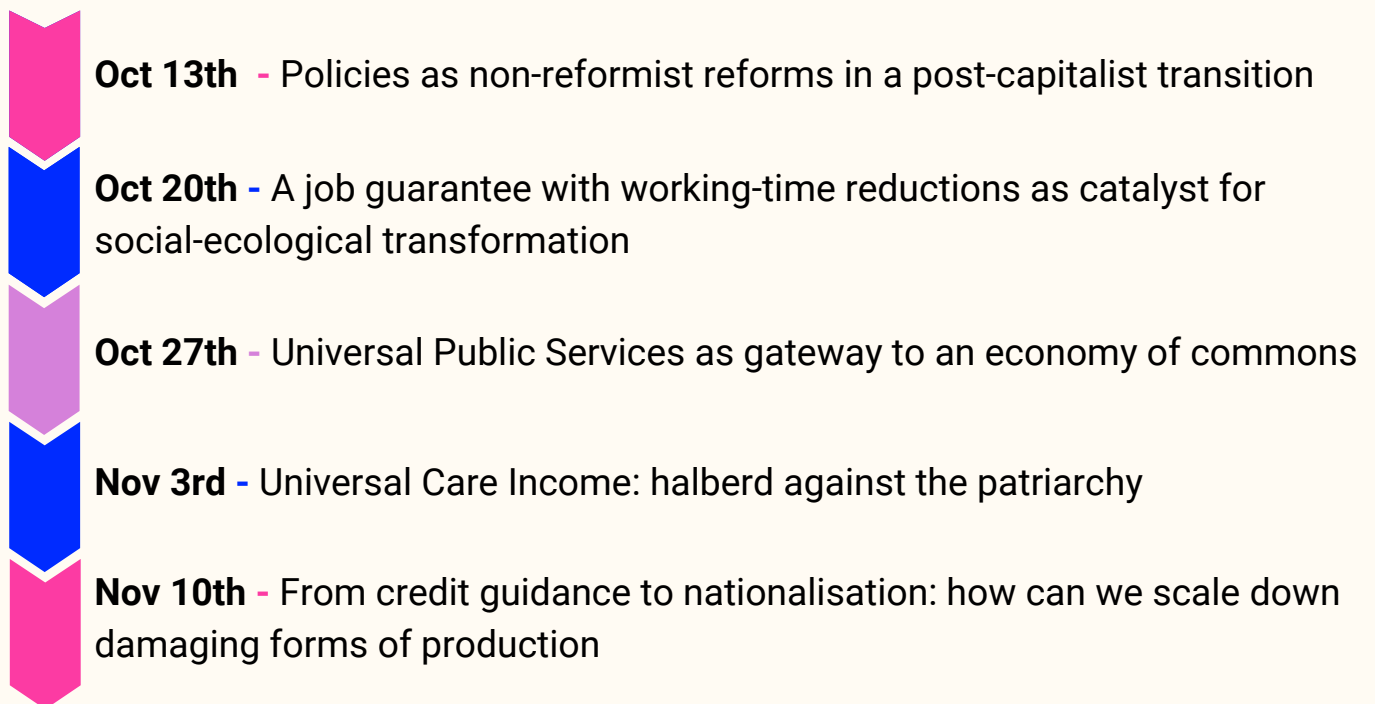 Oct 13th - Policies as non-reformist reforms in a post-capitalist transition
Oct 20th - A job guarantee with working-time reductions as catalyst for
social-ecological transformation
Oct 27th - Universal Public Services as gateway to an economy of commons
Nov 3rd - Universal Care Income: halberd against the patriarchy
Nov 10th - From credit guidance to nationalisation: how can we scale down
damaging forms of production